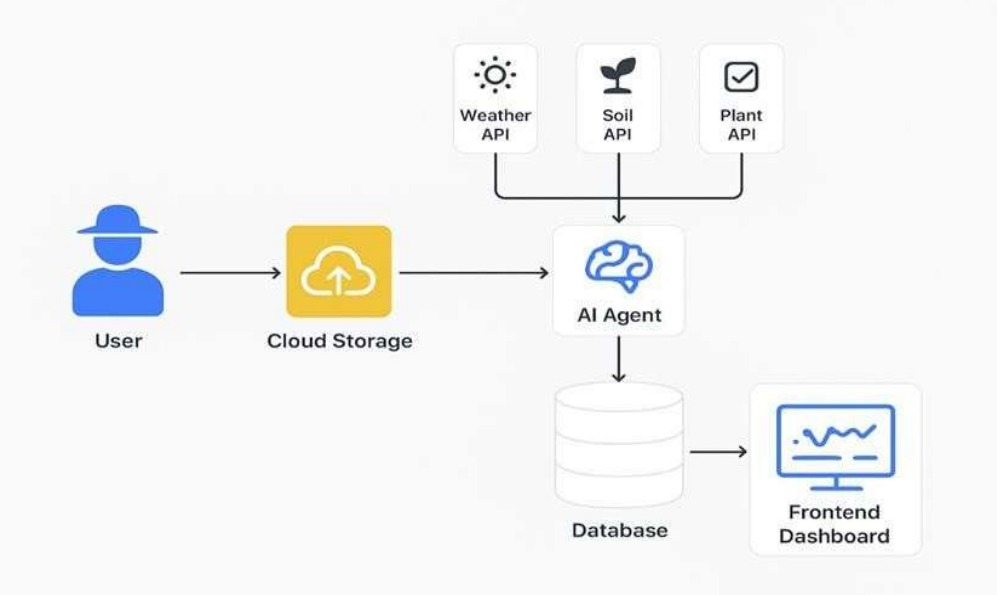 Weather
API
Soil
API
Plant
API
User
Cloud Storage
AI Agent
Database
Frontend
Dashboard